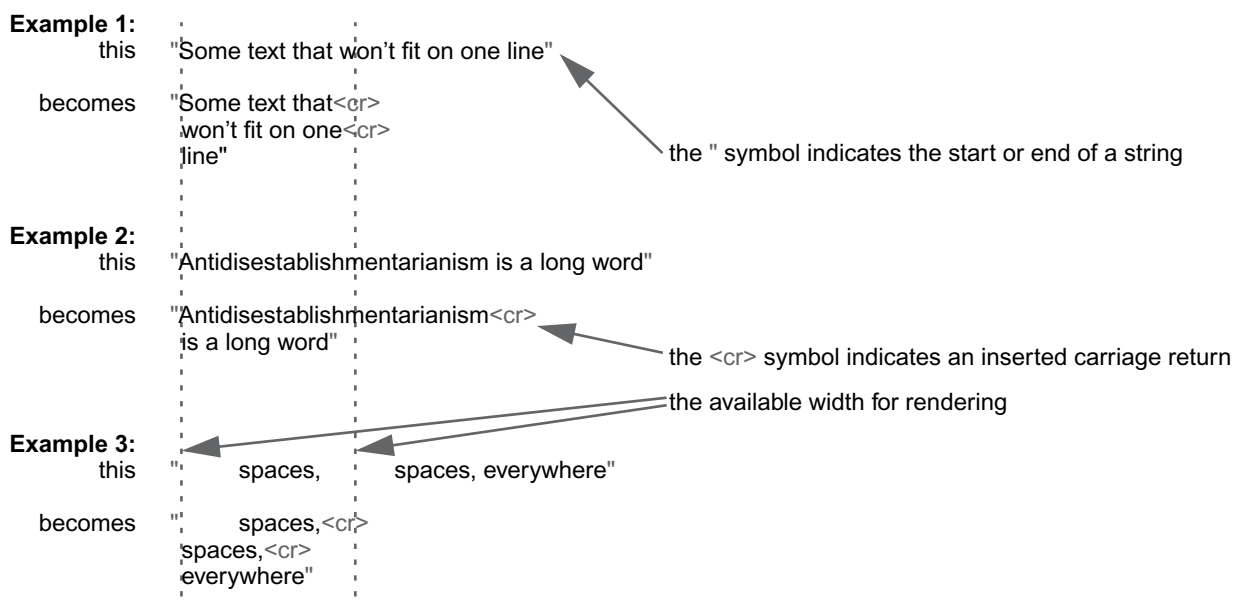 Example 1:
this "Some text that won’t fit on one line"
becomes "Some text that<cr>
won’t fit on one<cr>
line"
the " symbol indicates the start or end of a string
Example 2:
this "Antidisestablishmentarianism is a long word"
becomes "Antidisestablishmentarianism<cr>
is a long word"
the <cr> symbol indicates an inserted carriage return
the available width for rendering
Example 3:
this "        spaces,        spaces, everywhere"
becomes "        spaces,<cr>
spaces,<cr>
everywhere"